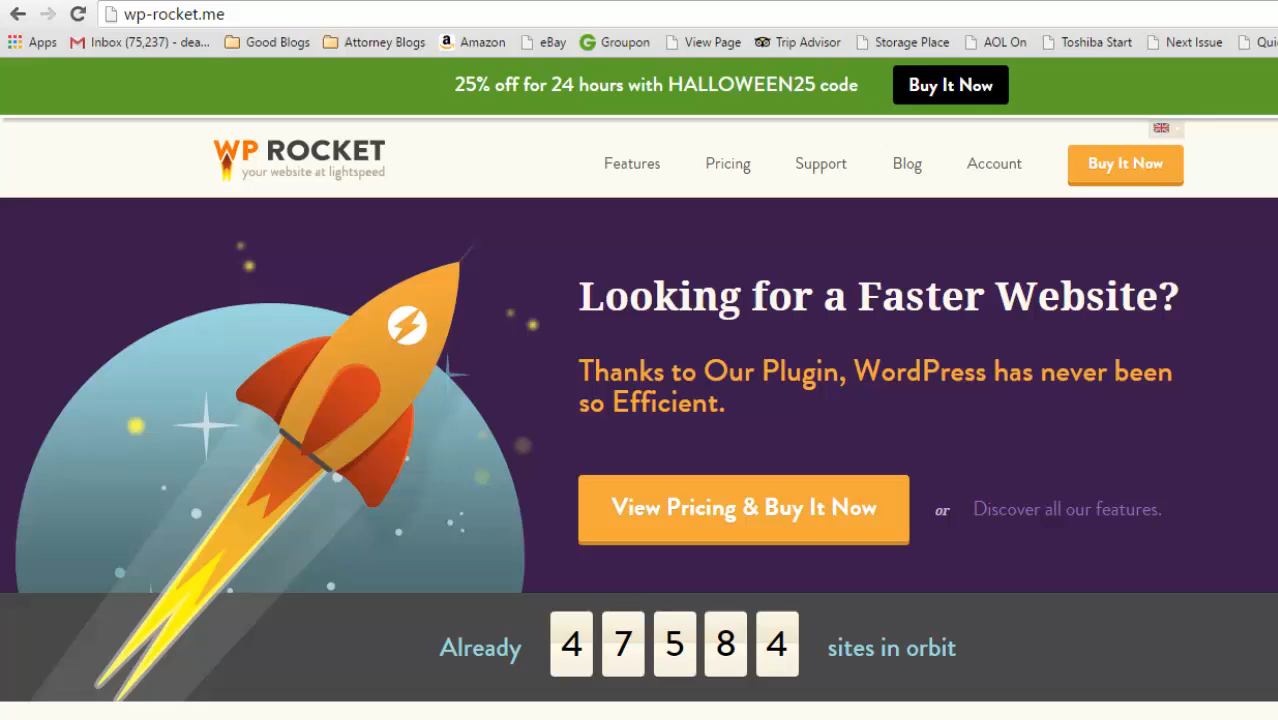 wp-rocket.me
Apps Inbox (75,237) - dea... Good Blogs Attorney Blogs Amazon eBay Groupon View Page Trip Advisor Storage Place AOL On Toshiba Start Next Issue
25% off for 24 hours with HALLOWEEN25 code Buy It Now
WP ROCKET
your website at lightspeed
Features Pricing Support Blog Account Buy It Now
Looking for a Faster Website?
Thanks to Our Plugin, WordPress has never been
so Efficient.
View Pricing & Buy It Now or Discover all our features.
Already 4 7 5 8 4 sites in orbit